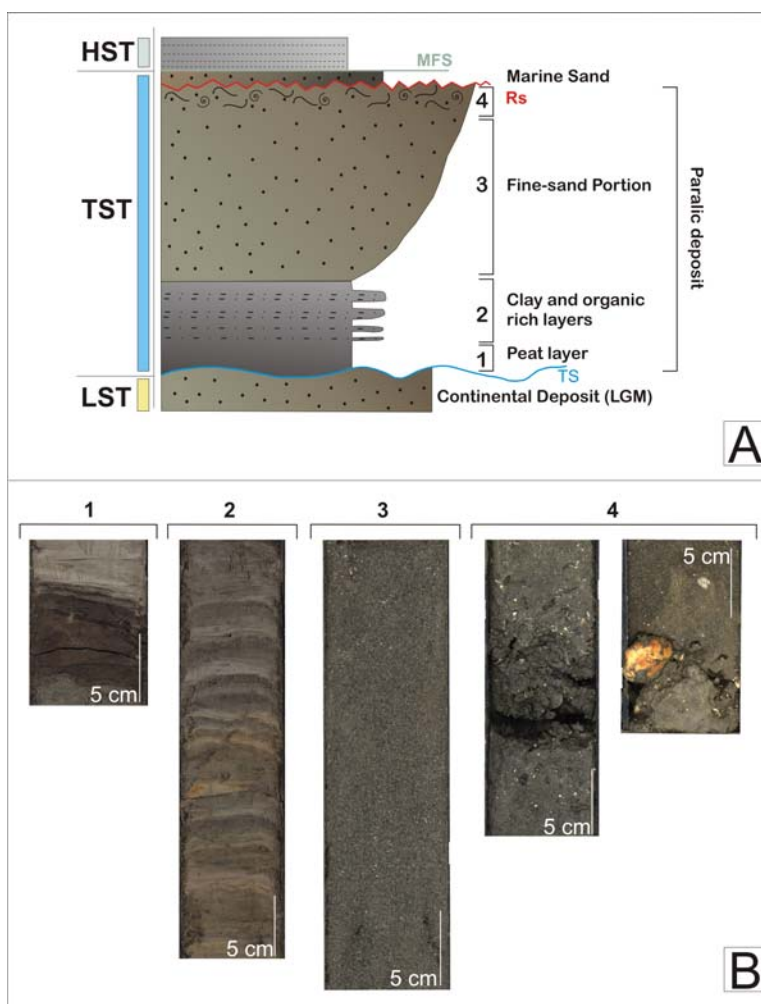 HST
MFS
Marine Sand
4
Rs
TST
3
Fine-sand Portion
Paralic deposit
2
Clay and organic
rich layers
1
Peat layer
TS
LST
Continental Deposit (LGM)
A
1
2
3
4
5 cm
5 cm
5 cm
5 cm
5 cm
B